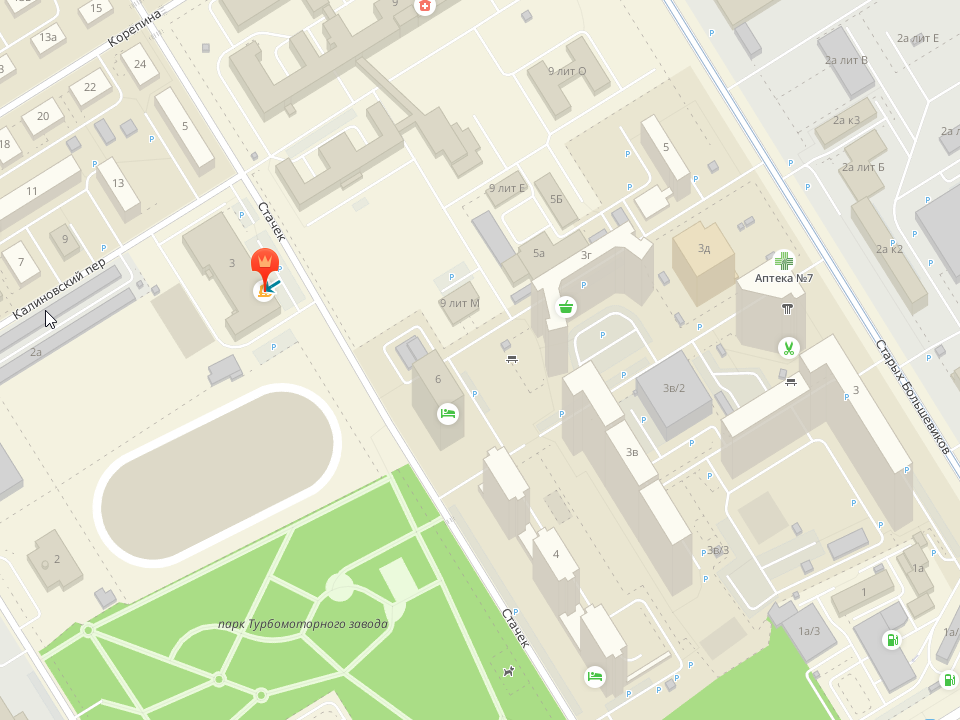 15
9
Корепина
13а
2а лит Е
24
2а лит В
9 лит О
22
20
2а к3
5
18
5
2а лит Б
11
13
9 лит Е
5Б
Стачек
9
3д
2а к2
5а
3г
7
3
Аптека №7
Калиновский пер
9 лит М
2а
Старых Большевиков
6
3в/2
3
3в
2
4
3в/3
1а
1
парк Турбомоторного завода
Стачек
1а/3